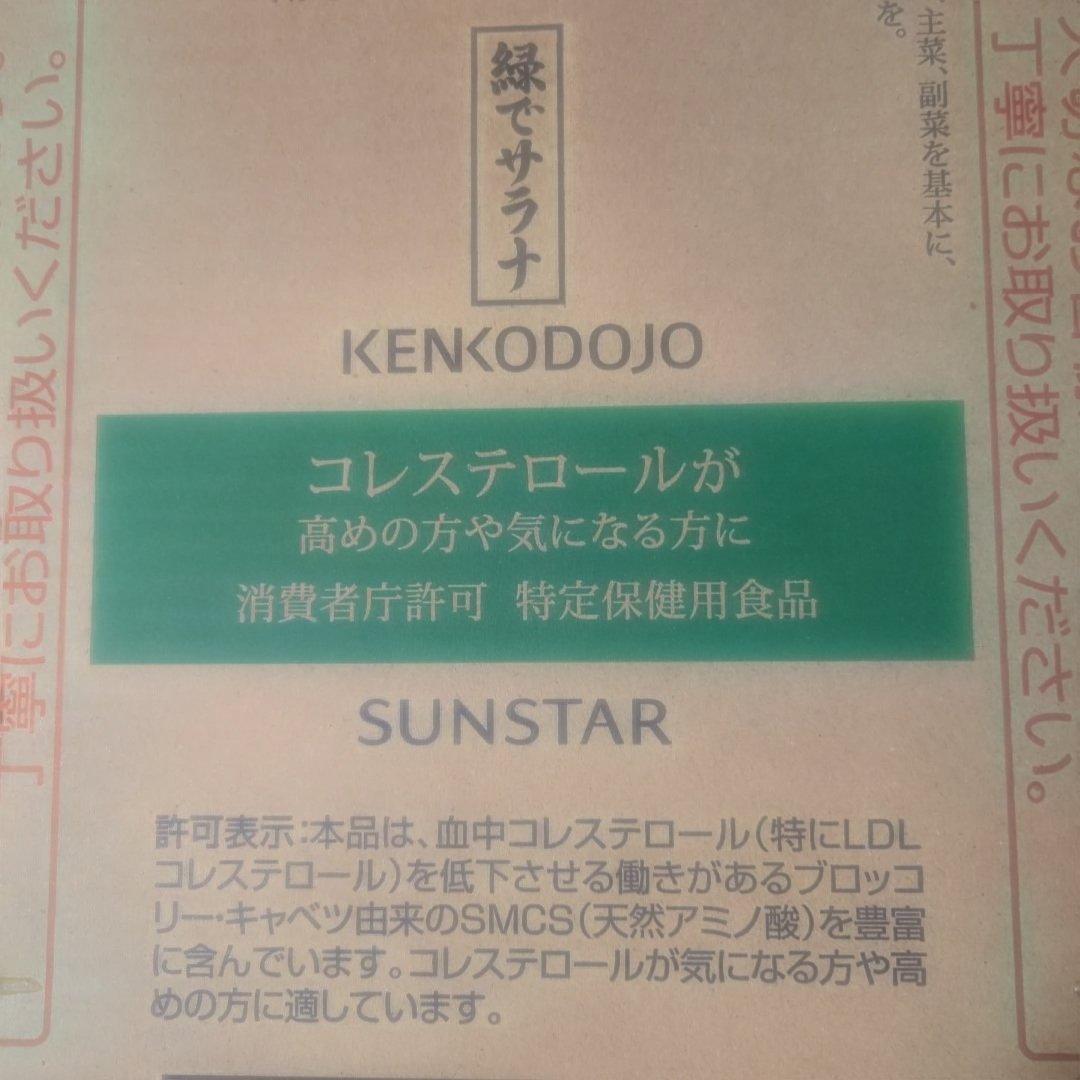 緑でサラナ
KENKODOJO
コレステロールが
高めの方や気になる方に
消費者庁許可 特定保健用食品
SUNSTAR
許可表示:本品は、血中コレステロール(特にLDL
コレステロール)を低下させる働きがあるブロッコ
リー・キャベツ由来のSMCS(天然アミノ酸)を豊富
に含んでいます。コレステロールが気になる方や高
めの方に適しています。
主菜、副菜を基本に、
を。
丁寧にお取り扱いください。
丁寧にお取り扱いください。